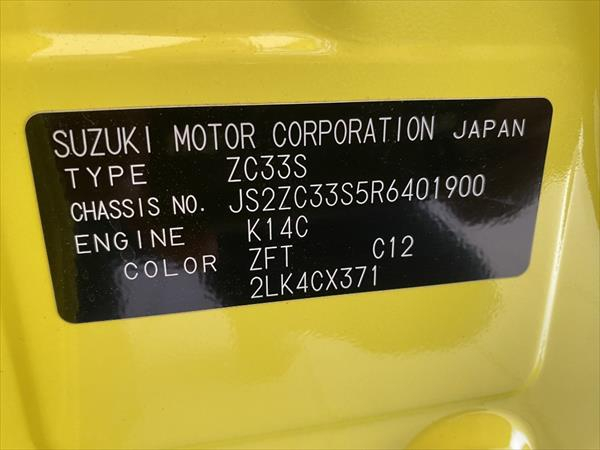 SUZUKI MOTOR CORPORATION JAPAN
TYPE ZC33S
CHASSIS NO. JS2ZC33S5R6401900
ENGINE K14C
COLOR ZFT C12
2LK4CX371